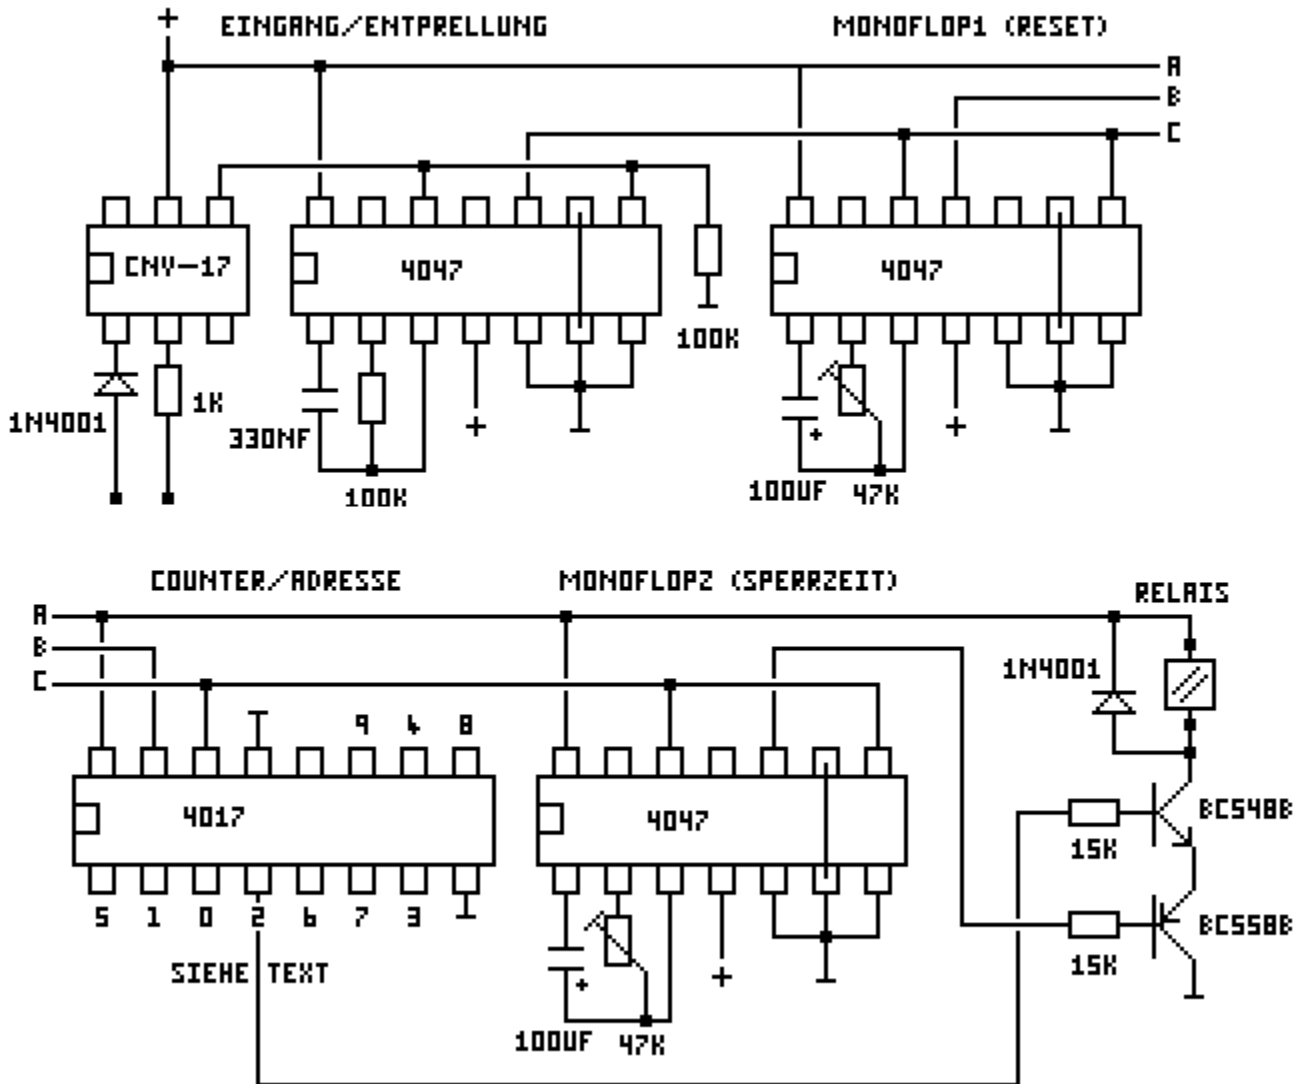 +
EINGANG/ENTPRELLUNG
MONOFLOP1 (RESET)
A
B
C
CNY-17
4047
4047
100K
1N4001
1K
330NF
100K
+
+
100UF
47K
+
COUNTER/ADRESSE
MONOFLOP2 (SPERRZEIT)
RELAIS
A
B
C
1N4001
9 4 8
4017
4047
BC548B
15K
5 1 0 2 6 7 3
BC558B
15K
SIEHE TEXT
+
+
100UF
47K